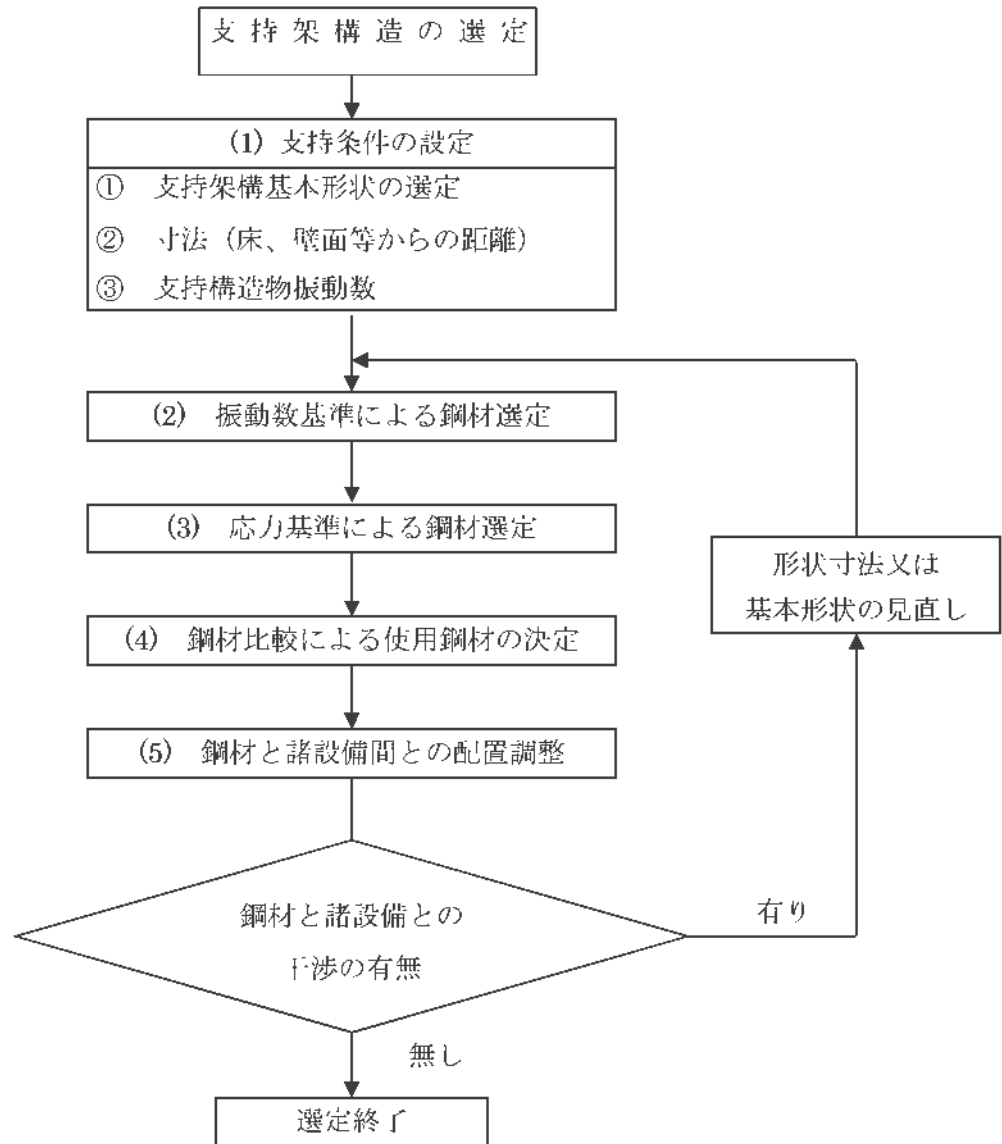 支持架構造の選定
(1) 支持条件の設定
① 支持架構基本形状の選定
② 寸法（床、壁面等からの距離）
③ 支持構造物振動数
(2) 振動数基準による鋼材選定
(3) 応力基準による鋼材選定
形状寸法又は
基本形状の見直し
(4) 鋼材比較による使用鋼材の決定
(5) 鋼材と諸設備間との配置調整
鋼材と諸設備との
干渉の有無
有り
無し
選定終了